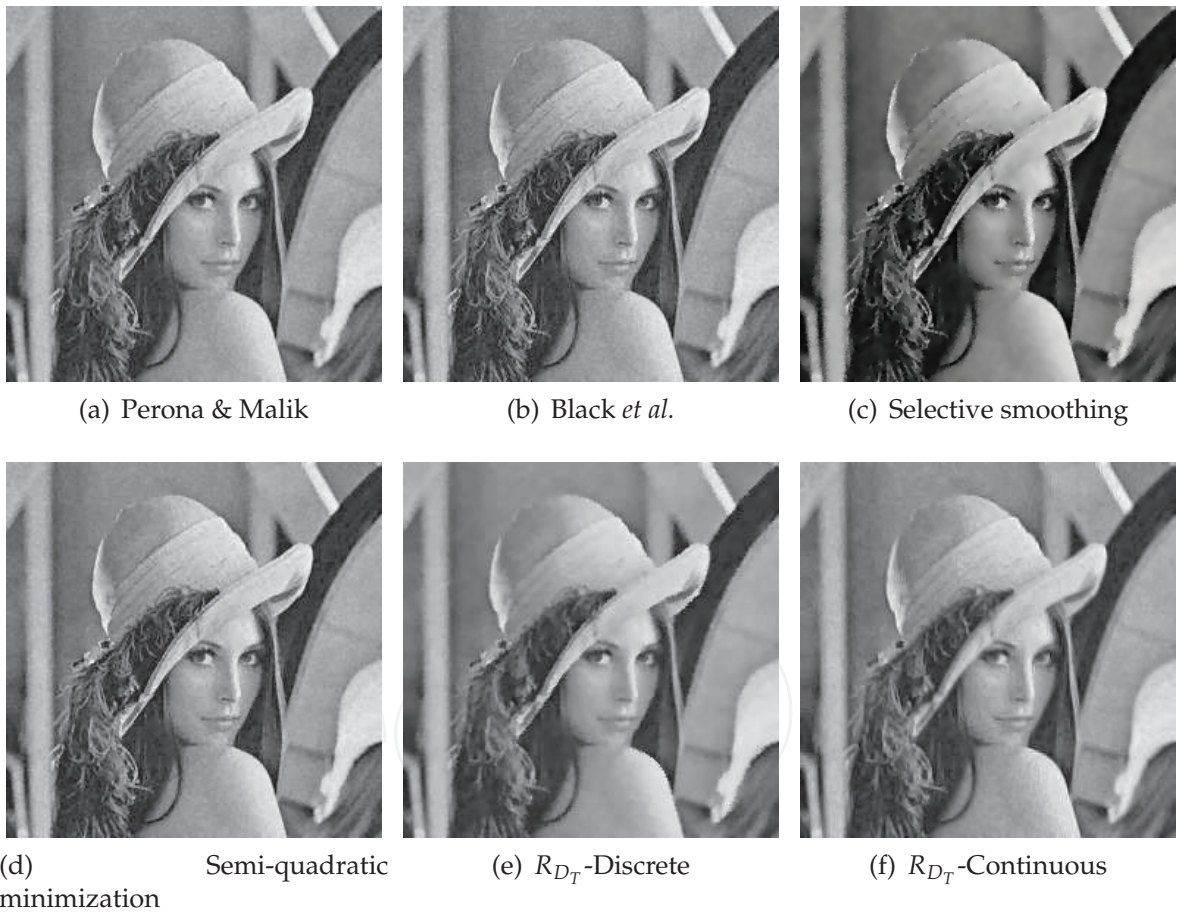 (a) Perona & Malik
(b) Black et al.
(c) Selective smoothing
(d) Semi-quadratic
minimization
(e) R_{D_T}-Discrete
(f) R_{D_T}-Continuous